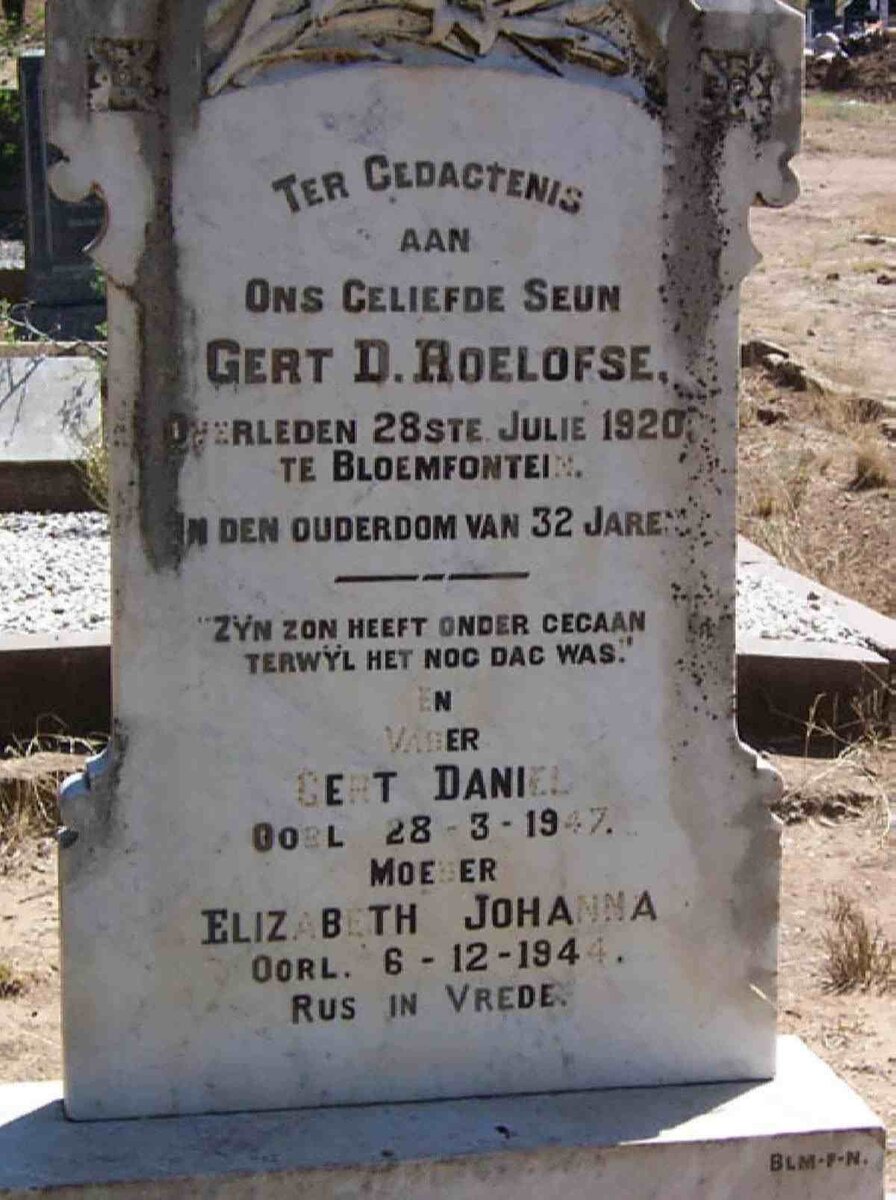 TER GEDACTENIS
AAN
ONS GELIEFDE SEUN
GERT D. ROELOFSE,
OVERLEDEN 28STE JULIE 1920,
TE BLOEMFONTEIN.
IN DEN OUDERDOM VAN 32 JAREN
"ZŸN ZON HEEFT ONDER GEGAAN
TERWŸL HET NOG DAG WAS."
EN
VADER
GERT DANIEL
OORL 28-3-1947.
MOEDER
ELIZABETH JOHANNA
OORL. 6-12-1944.
RUS IN VREDE.
BLM-F-N.